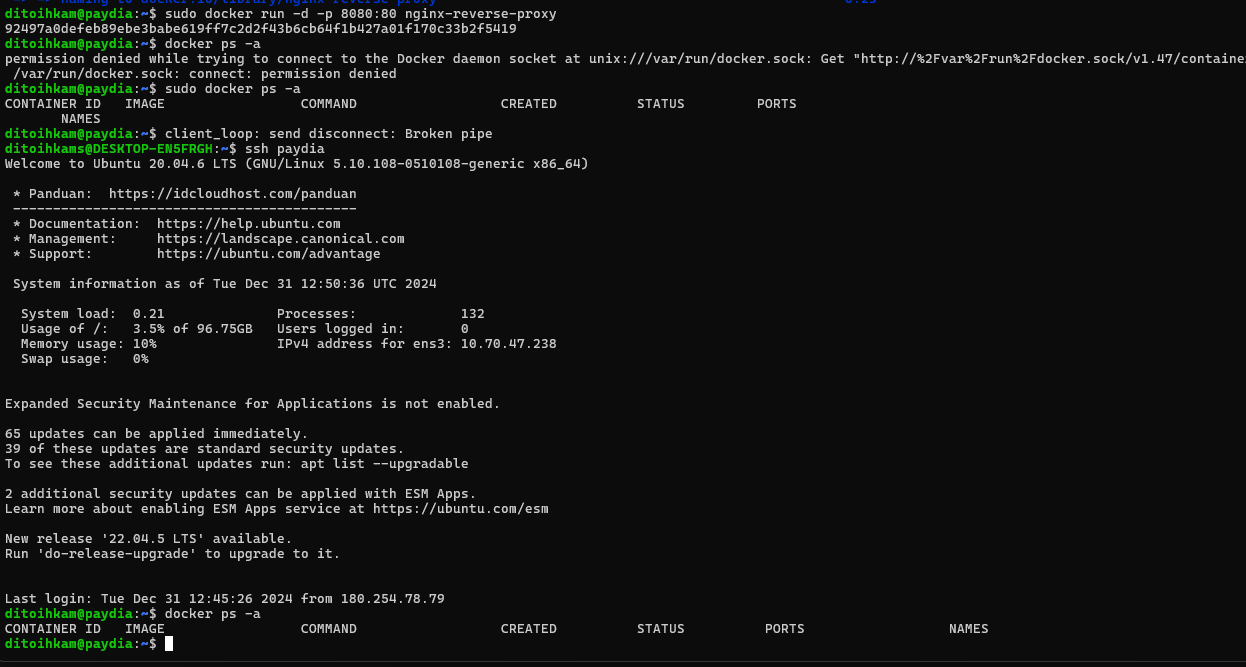 ditoihkam@paydia:~$ sudo docker run -d -p 8080:80 nginx-reverse-proxy
92497a0defeb89ebe3babe619ff7c2d2f43b6cb64f1b427a01f170c33b2f5419
ditoihkam@paydia:~$ docker ps -a
permission denied while trying to connect to the Docker daemon socket at unix:///var/run/docker.sock: Get "http://%2Fvar%2Frun%2Fdocker.sock/v1.47/containe
/var/run/docker.sock: connect: permission denied
ditoihkam@paydia:~$ sudo docker ps -a
CONTAINER ID   IMAGE                 COMMAND                  CREATED          STATUS         PORTS
       NAMES
ditoihkam@paydia:~$ client_loop: send disconnect: Broken pipe
ditoihkams@DESKTOP-EN5FRGH:~$ ssh paydia
Welcome to Ubuntu 20.04.6 LTS (GNU/Linux 5.10.108-0510108-generic x86_64)
* Panduan:  https://idcloudhost.com/panduan
-------------------------------------------
* Documentation:  https://help.ubuntu.com
* Management:     https://landscape.canonical.com
* Support:        https://ubuntu.com/advantage
System information as of Tue Dec 31 12:50:36 UTC 2024
System load:  0.21              Processes:             132
Usage of /:   3.5% of 96.75GB   Users logged in:       0
Memory usage: 10%               IPv4 address for ens3: 10.70.47.238
Swap usage:   0%
Expanded Security Maintenance for Applications is not enabled.
65 updates can be applied immediately.
39 of these updates are standard security updates.
To see these additional updates run: apt list --upgradable
2 additional security updates can be applied with ESM Apps.
Learn more about enabling ESM Apps service at https://ubuntu.com/esm
New release '22.04.5 LTS' available.
Run 'do-release-upgrade' to upgrade to it.
Last login: Tue Dec 31 12:45:26 2024 from 180.254.78.79
ditoihkam@paydia:~$ docker ps -a
CONTAINER ID   IMAGE                 COMMAND                  CREATED          STATUS          PORTS                  NAMES
ditoihkam@paydia:~$